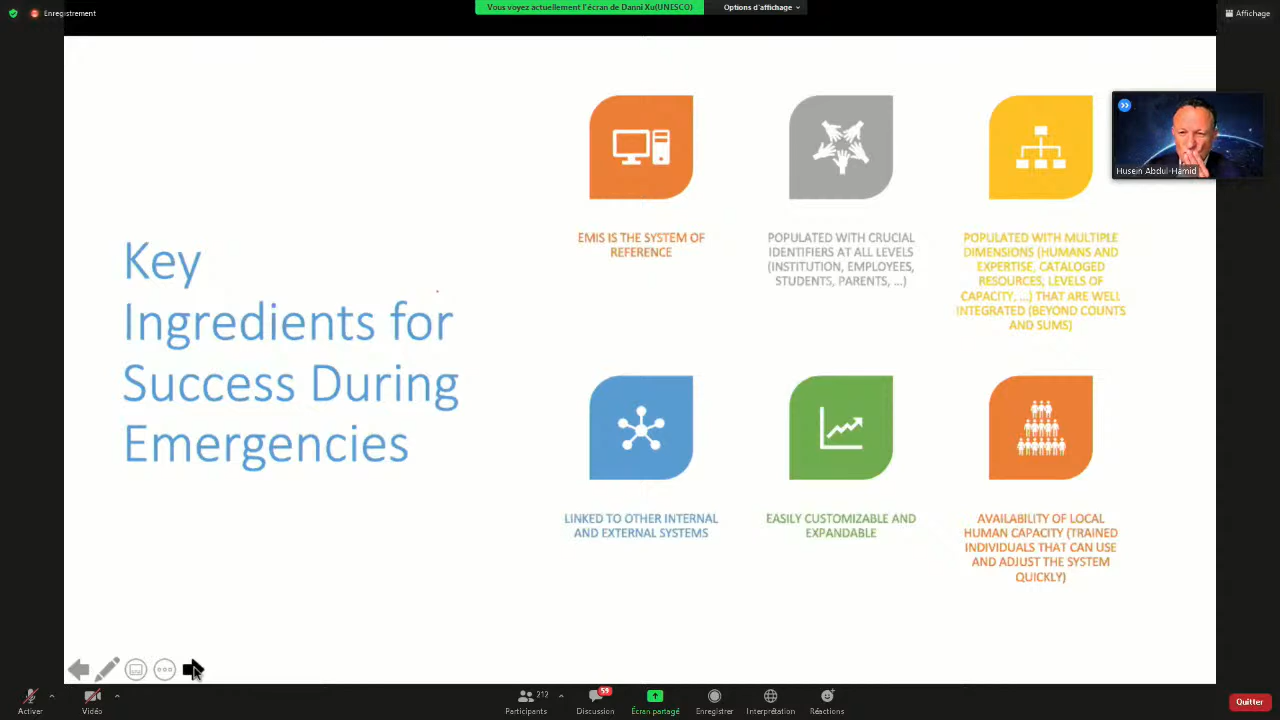 Enregistrement
Vous voyez actuellement l'écran de Danni Xu(UNESCO)
Options d'affichage
Affichage
Husein Abdul-Hamid
Key
Ingredients for
Success During
Emergencies
EMIS IS THE SYSTEM OF
REFERENCE
POPULATED WITH CRUCIAL
IDENTIFIERS AT ALL LEVELS
(INSTITUTION, EMPLOYEES,
STUDENTS, PARENTS, ...)
POPULATED WITH MULTIPLE
DIMENSIONS (HUMANS AND
EXPERTISE, CATALOGED
RESOURCES, LEVELS OF
CAPACITY, ...) THAT ARE WELL
INTEGRATED (BEYOND COUNTS
AND SUMS)
LINKED TO OTHER INTERNAL
AND EXTERNAL SYSTEMS
EASILY CUSTOMIZABLE AND
EXPANDABLE
AVAILABILITY OF LOCAL
HUMAN CAPACITY (TRAINED
INDIVIDUALS THAT CAN USE
AND ADJUST THE SYSTEM
QUICKLY)
Activer
Vidéo
212
Participants
59
Discussion
Écran partagé
Enregistrer
Interprétation
Réactions
Quitter